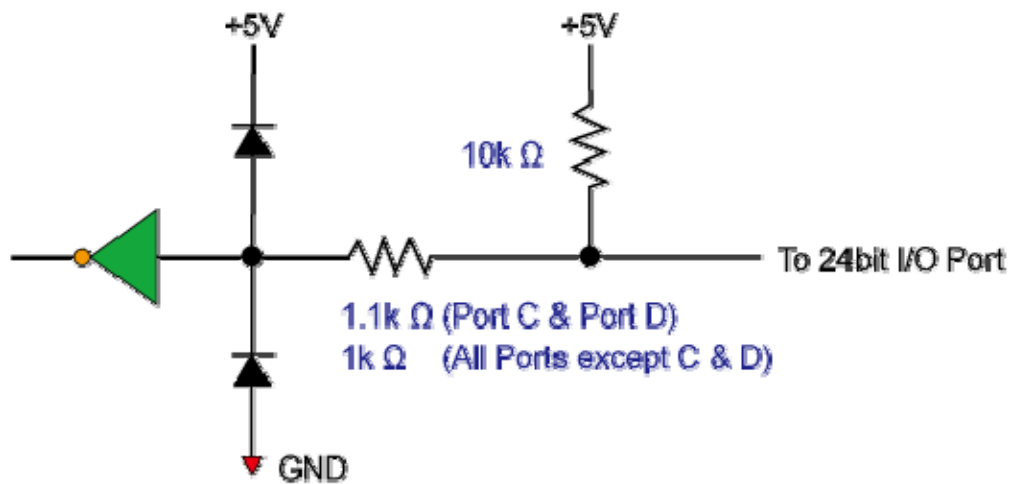 +5V
+5V
10k Ω
To 24bit I/O Port
1.1k Ω (Port C & Port D)
1k Ω (All Ports except C & D)
GND